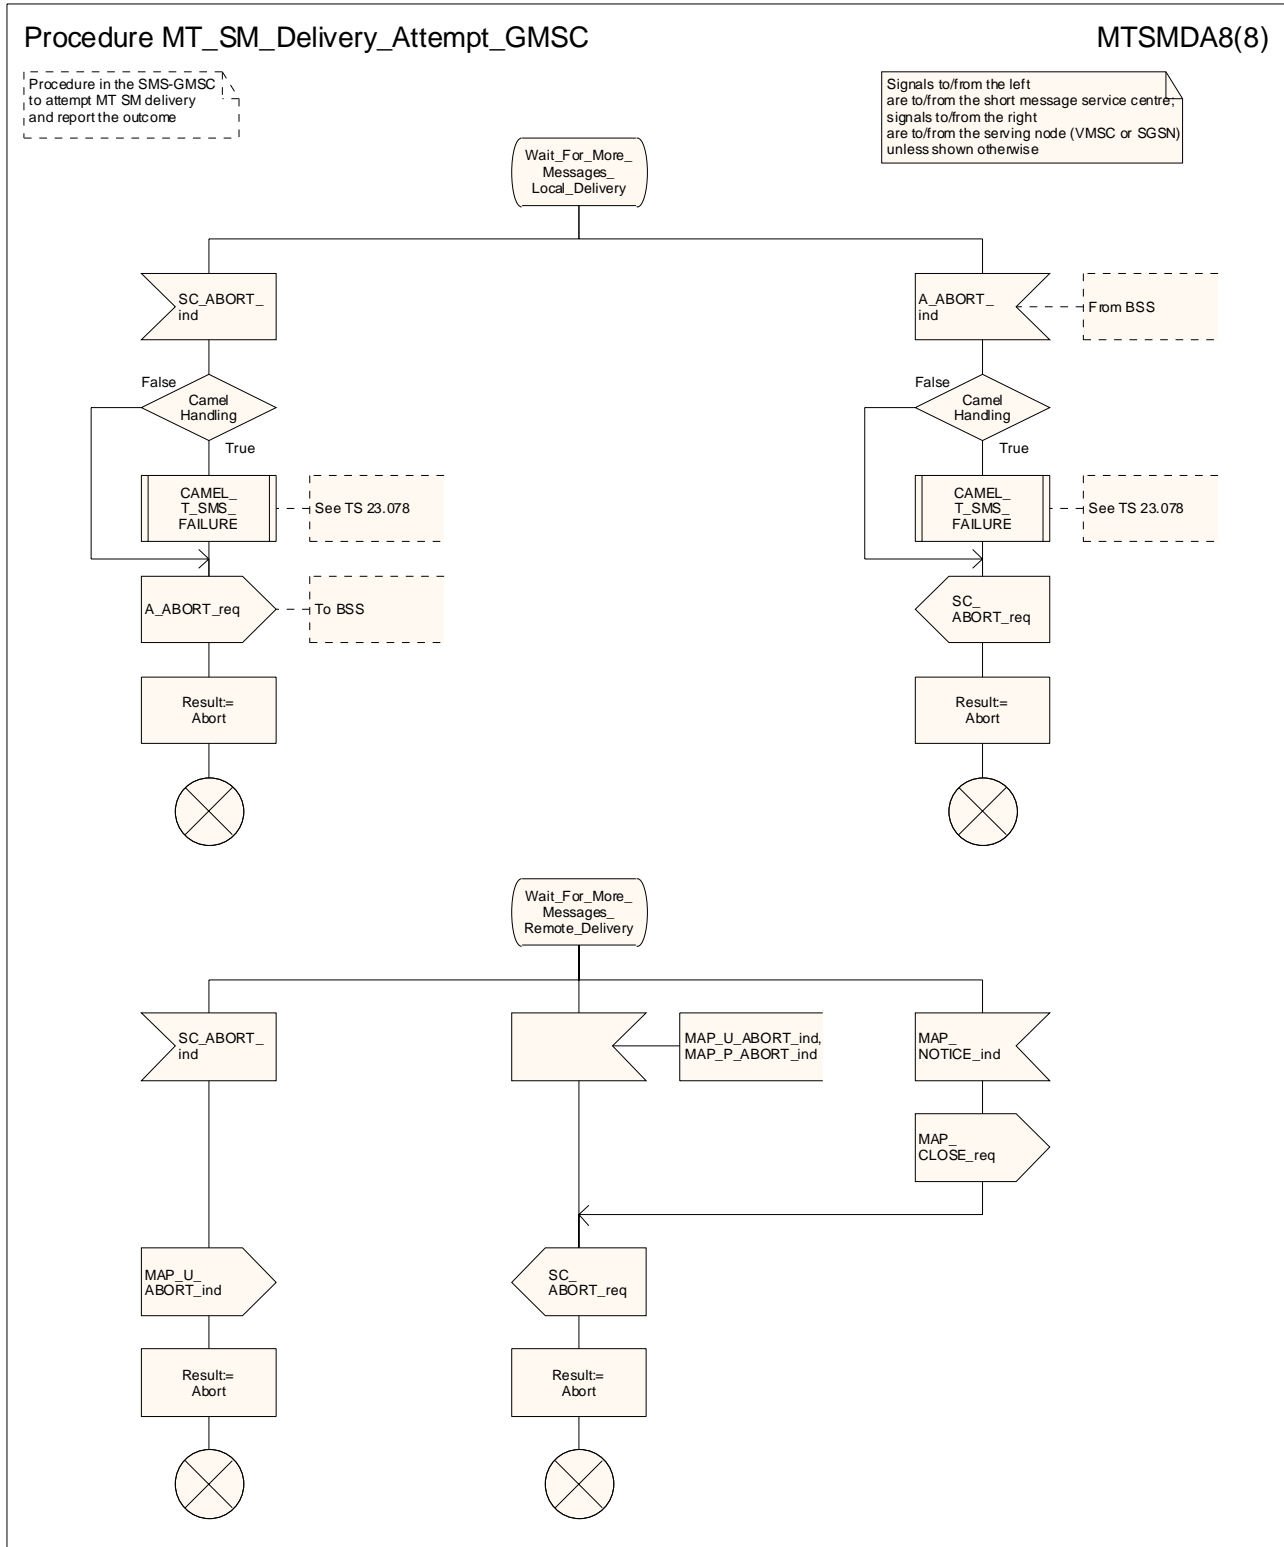 Procedure MT_SM_Delivery_Attempt_GMSC
MTSMDA8(8)
Procedure in the SMS-GMSC
to attempt MT SM delivery
and report the outcome
Signals to/from the left
are to/from the short message service centre;
signals to/from the right
are to/from the serving node (VMSC or SGSN)
unless shown otherwise
Wait_For_More_
Messages_
Local_Delivery
SC_ABORT_
ind
A_ABORT_
ind
From BSS
False
Camel
Handling
True
False
Camel
Handling
True
CAMEL_
T_SMS_
FAILURE
See TS 23.078
CAMEL_
T_SMS_
FAILURE
See TS 23.078
A_ABORT_req
To BSS
SC_
ABORT_req
Result:=
Abort
Result:=
Abort
Wait_For_More_
Messages_
Remote_Delivery
SC_ABORT_
ind
MAP_U_ABORT_ind,
MAP_P_ABORT_ind
MAP_
NOTICE_ind
MAP_
CLOSE_req
MAP_U_
ABORT_ind
SC_
ABORT_req
Result:=
Abort
Result:=
Abort